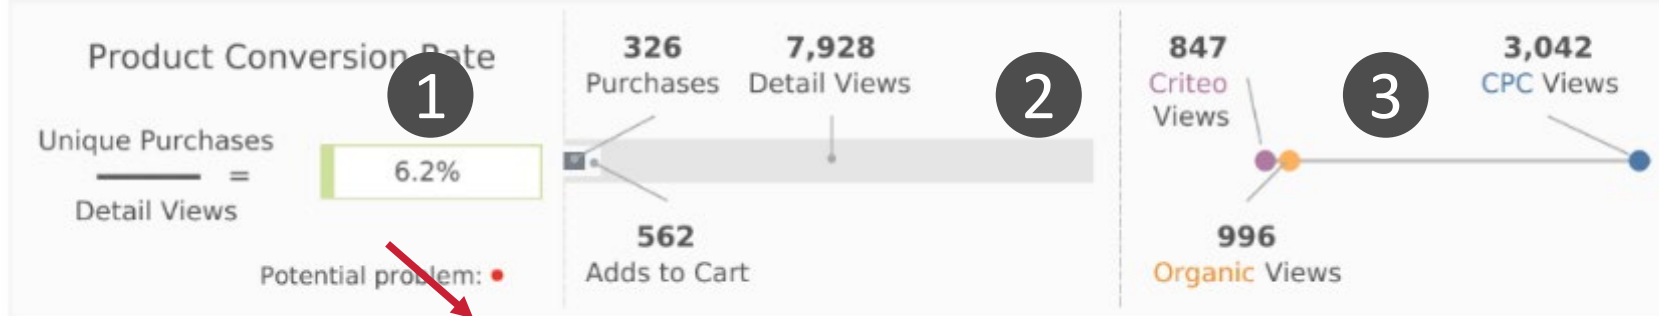 Product Conversion Rate
1
Unique Purchases
=
Detail Views
6.2%
Potential problem:
326
Purchases
7,928
Detail Views
2
562
Adds to Cart
847
Criteo
Views
3
3,042
CPC Views
996
Organic Views